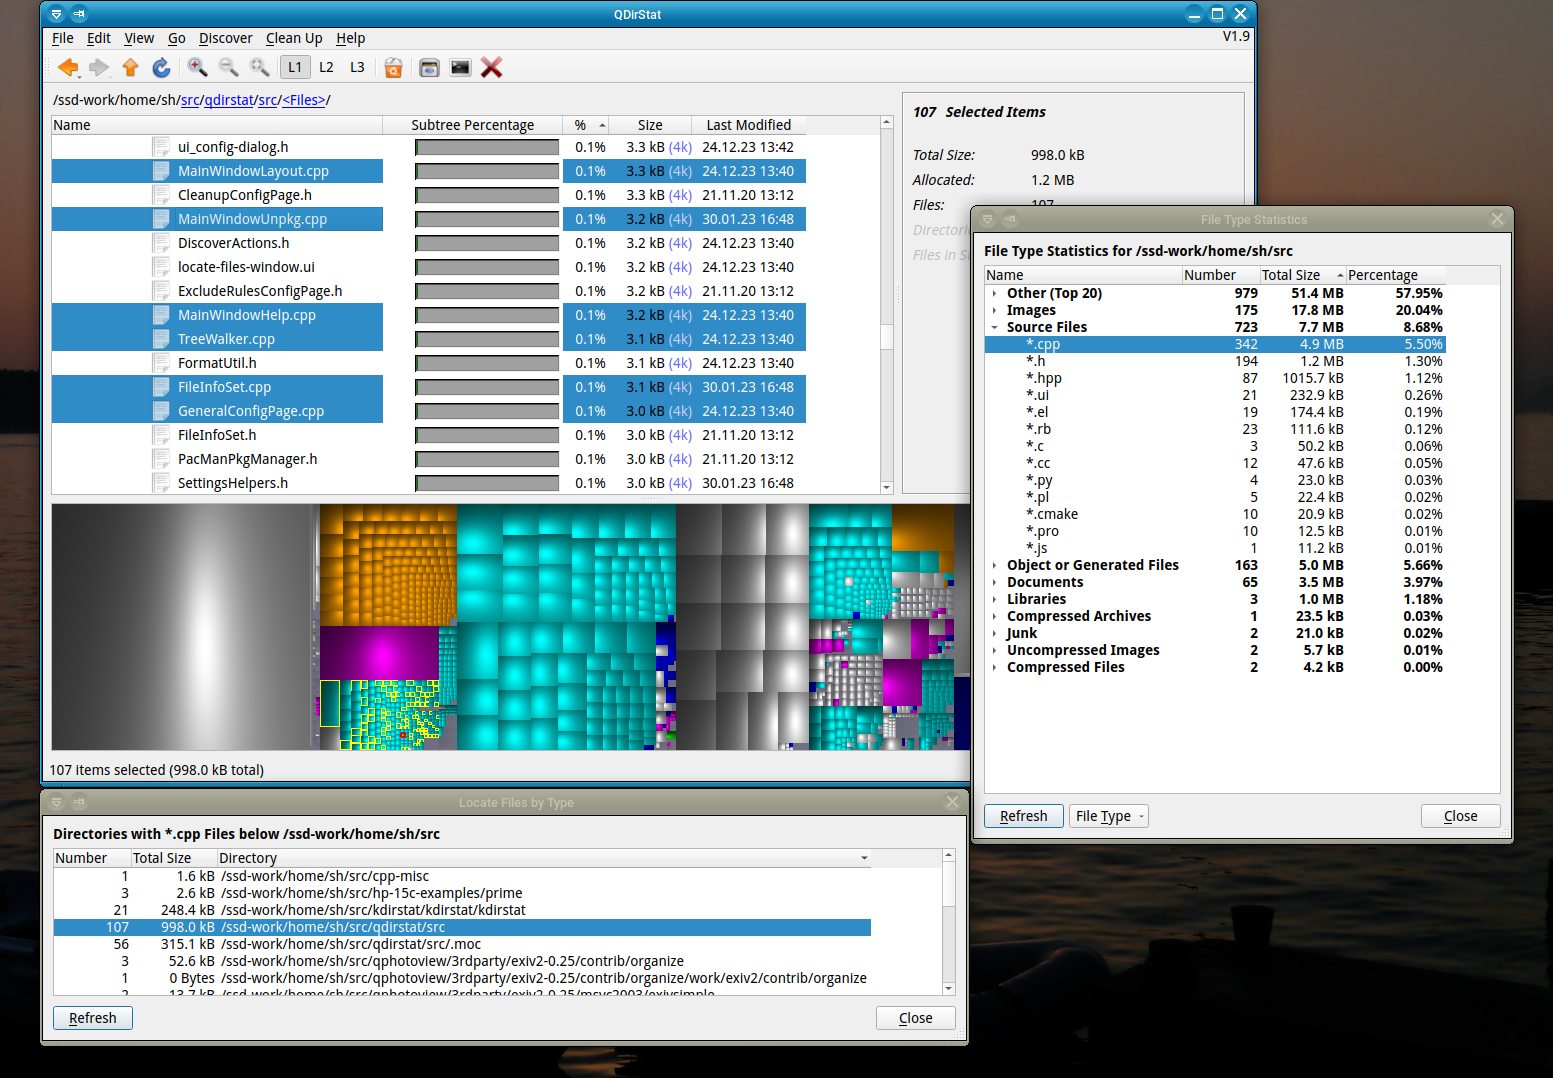 QDirStat
File Edit View Go Discover Clean Up Help V1.9
L1 L2 L3
/ssd-work/home/sh/src/qdirstat/src/<Files>/
Name Subtree Percentage % Size Last Modified
ui_config-dialog.h 0.1% 3.3 kB (4k) 24.12.23 13:42
MainWindowLayout.cpp 0.1% 3.3 kB (4k) 24.12.23 13:40
CleanupConfigPage.h 0.1% 3.3 kB (4k) 21.11.20 13:12
MainWindowUnpkg.cpp 0.1% 3.2 kB (4k) 30.01.23 16:48
DiscoverActions.h 0.1% 3.2 kB (4k) 24.12.23 13:40
locate-files-window.ui 0.1% 3.2 kB (4k) 24.12.23 13:40
ExcludeRulesConfigPage.h 0.1% 3.2 kB (4k) 21.11.20 13:12
MainWindowHelp.cpp 0.1% 3.2 kB (4k) 24.12.23 13:40
TreeWalker.cpp 0.1% 3.1 kB (4k) 24.12.23 13:40
FormatUtil.h 0.1% 3.1 kB (4k) 24.12.23 13:40
FileInfoSet.cpp 0.1% 3.1 kB (4k) 30.01.23 16:48
GeneralConfigPage.cpp 0.1% 3.0 kB (4k) 24.12.23 13:40
FileInfoSet.h 0.1% 3.0 kB (4k) 21.11.20 13:12
PacManPkgManager.h 0.1% 3.0 kB (4k) 21.11.20 13:12
SettingsHelpers.h 0.1% 3.0 kB (4k) 30.01.23 16:48
107 Selected Items
Total Size: 998.0 kB
Allocated: 1.2 MB
Files: 107
Directori
Files in S
107 items selected (998.0 kB total)
File Type Statistics
File Type Statistics for /ssd-work/home/sh/src
Name Number Total Size Percentage
Other (Top 20) 979 51.4 MB 57.95%
Images 175 17.8 MB 20.04%
Source Files 723 7.7 MB 8.68%
*.cpp 342 4.9 MB 5.50%
*.h 194 1.2 MB 1.30%
*.hpp 87 1015.7 kB 1.12%
*.ui 21 232.9 kB 0.26%
*.el 19 174.4 kB 0.19%
*.rb 23 111.6 kB 0.12%
*.c 3 50.2 kB 0.06%
*.cc 12 47.6 kB 0.05%
*.py 4 23.0 kB 0.03%
*.pl 5 22.4 kB 0.02%
*.cmake 10 20.9 kB 0.02%
*.pro 10 12.5 kB 0.01%
*.js 1 11.2 kB 0.01%
Object or Generated Files 163 5.0 MB 5.66%
Documents 65 3.5 MB 3.97%
Libraries 3 1.0 MB 1.18%
Compressed Archives 1 23.5 kB 0.03%
Junk 2 21.0 kB 0.02%
Uncompressed Images 2 5.7 kB 0.01%
Compressed Files 2 4.2 kB 0.00%
Refresh File Type Close
Locate Files by Type
Directories with *.cpp Files below /ssd-work/home/sh/src
Number Total Size Directory
1 1.6 kB /ssd-work/home/sh/src/cpp-misc
3 2.6 kB /ssd-work/home/sh/src/hp-15c-examples/prime
21 248.4 kB /ssd-work/home/sh/src/kdirstat/kdirstat/kdirstat
107 998.0 kB /ssd-work/home/sh/src/qdirstat/src
56 315.1 kB /ssd-work/home/sh/src/qdirstat/src/.moc
3 52.6 kB /ssd-work/home/sh/src/qphotoview/3rdparty/exiv2-0.25/contrib/organize
1 0 Bytes /ssd-work/home/sh/src/qphotoview/3rdparty/exiv2-0.25/contrib/organize/work/exiv2/contrib/organize
2 13.7 kB /ssd-work/home/sh/src/qphotoview/3rdparty/exiv2-0.25/msvc2003/exivsimple
Refresh Close